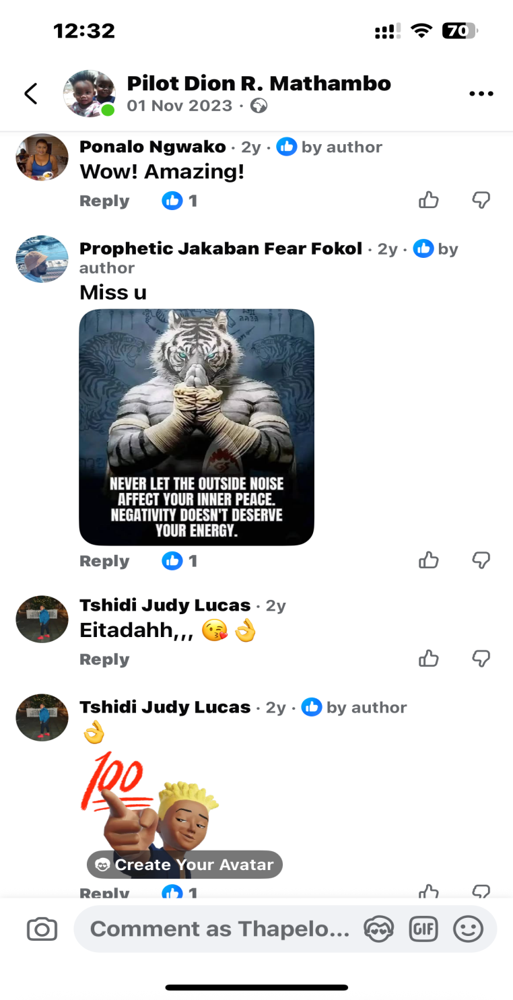 12:32
70
Pilot Dion R. Mathambo
01 Nov 2023 ·
Ponalo Ngwako · 2y · by author
Wow! Amazing!
Reply 1
Prophetic Jakaban Fear Fokol · 2y · by
author
Miss u
NEVER LET THE OUTSIDE NOISE
AFFECT YOUR INNER PEACE.
NEGATIVITY DOESN'T DESERVE
YOUR ENERGY.
Reply 1
Tshidi Judy Lucas · 2y
Eitadahh,,, 😘 👌
Reply
Tshidi Judy Lucas · 2y · by author
👌
100
Create Your Avatar
Reply 1
Comment as Thapelo...
GIF